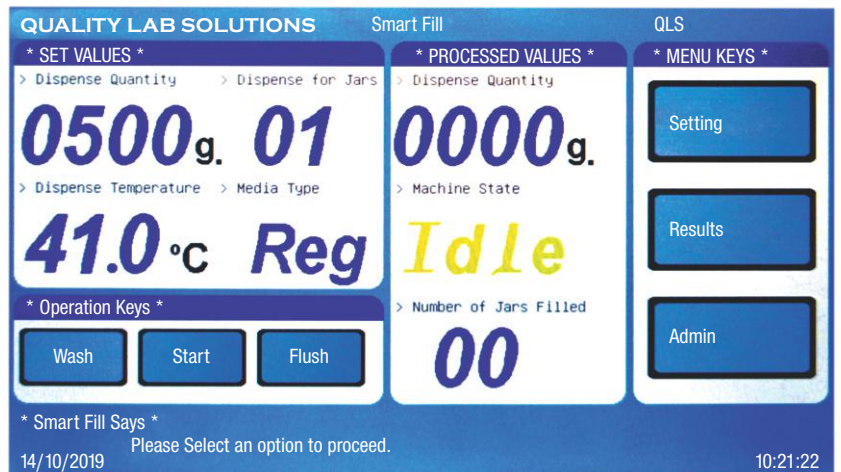 QUALITY LAB SOLUTIONS Smart Fill QLS
* SET VALUES *
> Dispense Quantity > Dispense for Jars
0500g. 01
> Dispense Temperature > Media Type
41.0 °C Reg
* Operation Keys *
Wash Start Flush
* PROCESSED VALUES *
> Dispense Quantity
0000g.
> Machine State
Idle
> Number of Jars Filled
00
* MENU KEYS *
Setting
Results
Admin
* Smart Fill Says *
Please Select an option to proceed.
14/10/2019 10:21:22